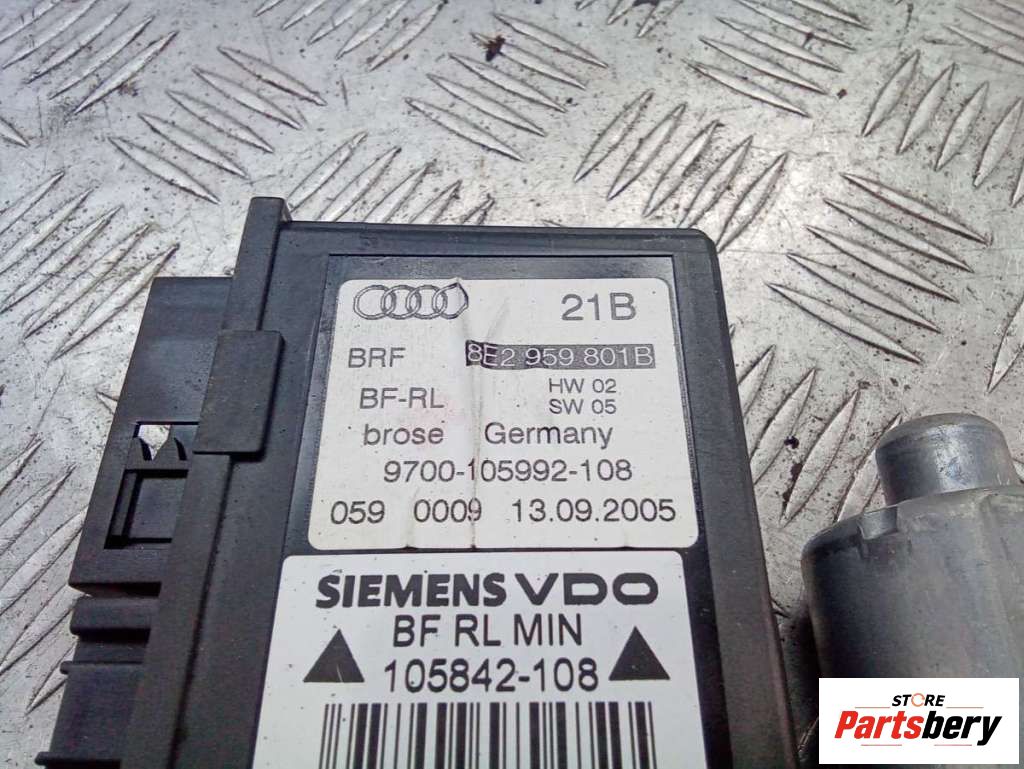 21B
BRF 8E2 959 801B
BF-RL HW 02
SW 05
brose Germany
9700-105992-108
059 0009 13.09.2005
SIEMENS VDO
BF RL MIN
105842-108
STORE
Partsbery